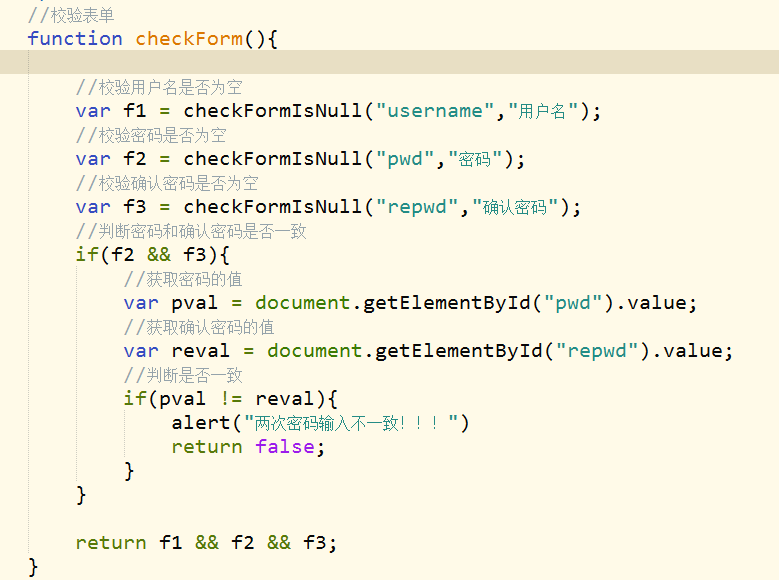 //校验表单
function checkForm(){
//校验用户名是否为空
var f1 = checkFormIsNull("username","用户名");
//校验密码是否为空
var f2 = checkFormIsNull("pwd","密码");
//校验确认密码是否为空
var f3 = checkFormIsNull("repwd","确认密码");
//判断密码和确认密码是否一致
if(f2 && f3){
//获取密码的值
var pval = document.getElementById("pwd").value;
//获取确认密码的值
var reval = document.getElementById("repwd").value;
//判断是否一致
if(pval != reval){
alert("两次密码输入不一致！！！")
return false;
}
}
return f1 && f2 && f3;
}